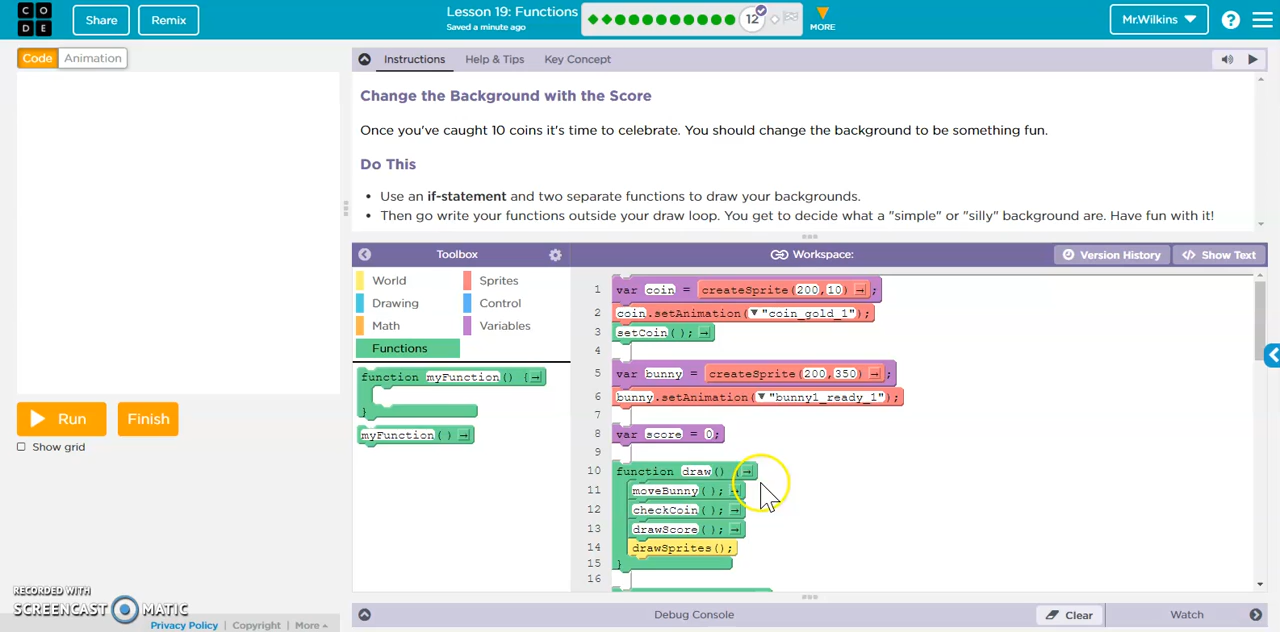 C O D E
Share
Remix
Lesson 19: Functions
Saved a minute ago
12
MORE
Mr.Wilkins
?
Code
Animation
Instructions
Help & Tips
Key Concept
Change the Background with the Score
Once you've caught 10 coins it's time to celebrate. You should change the background to be something fun.
Do This
Use an if-statement and two separate functions to draw your backgrounds.
Then go write your functions outside your draw loop. You get to decide what a "simple" or "silly" background are. Have fun with it!
Toolbox
Workspace:
Version History
Show Text
World
Sprites
Drawing
Control
Math
Variables
Functions
function myFunction() {
}
myFunction()
1 var coin = createSprite(200,10);
2 coin.setAnimation("coin_gold_1");
3 setCoin();
4
5 var bunny = createSprite(200,350);
6 bunny.setAnimation("bunny1_ready_1");
7
8 var score = 0;
9
10 function draw() {
11 moveBunny();
12 checkCoin();
13 drawScore();
14 drawSprites();
15 }
16
Run
Finish
Show grid
Debug Console
Clear
Watch
RECORDED WITH
SCREENCAST MATIC
Privacy Policy | Copyright | More